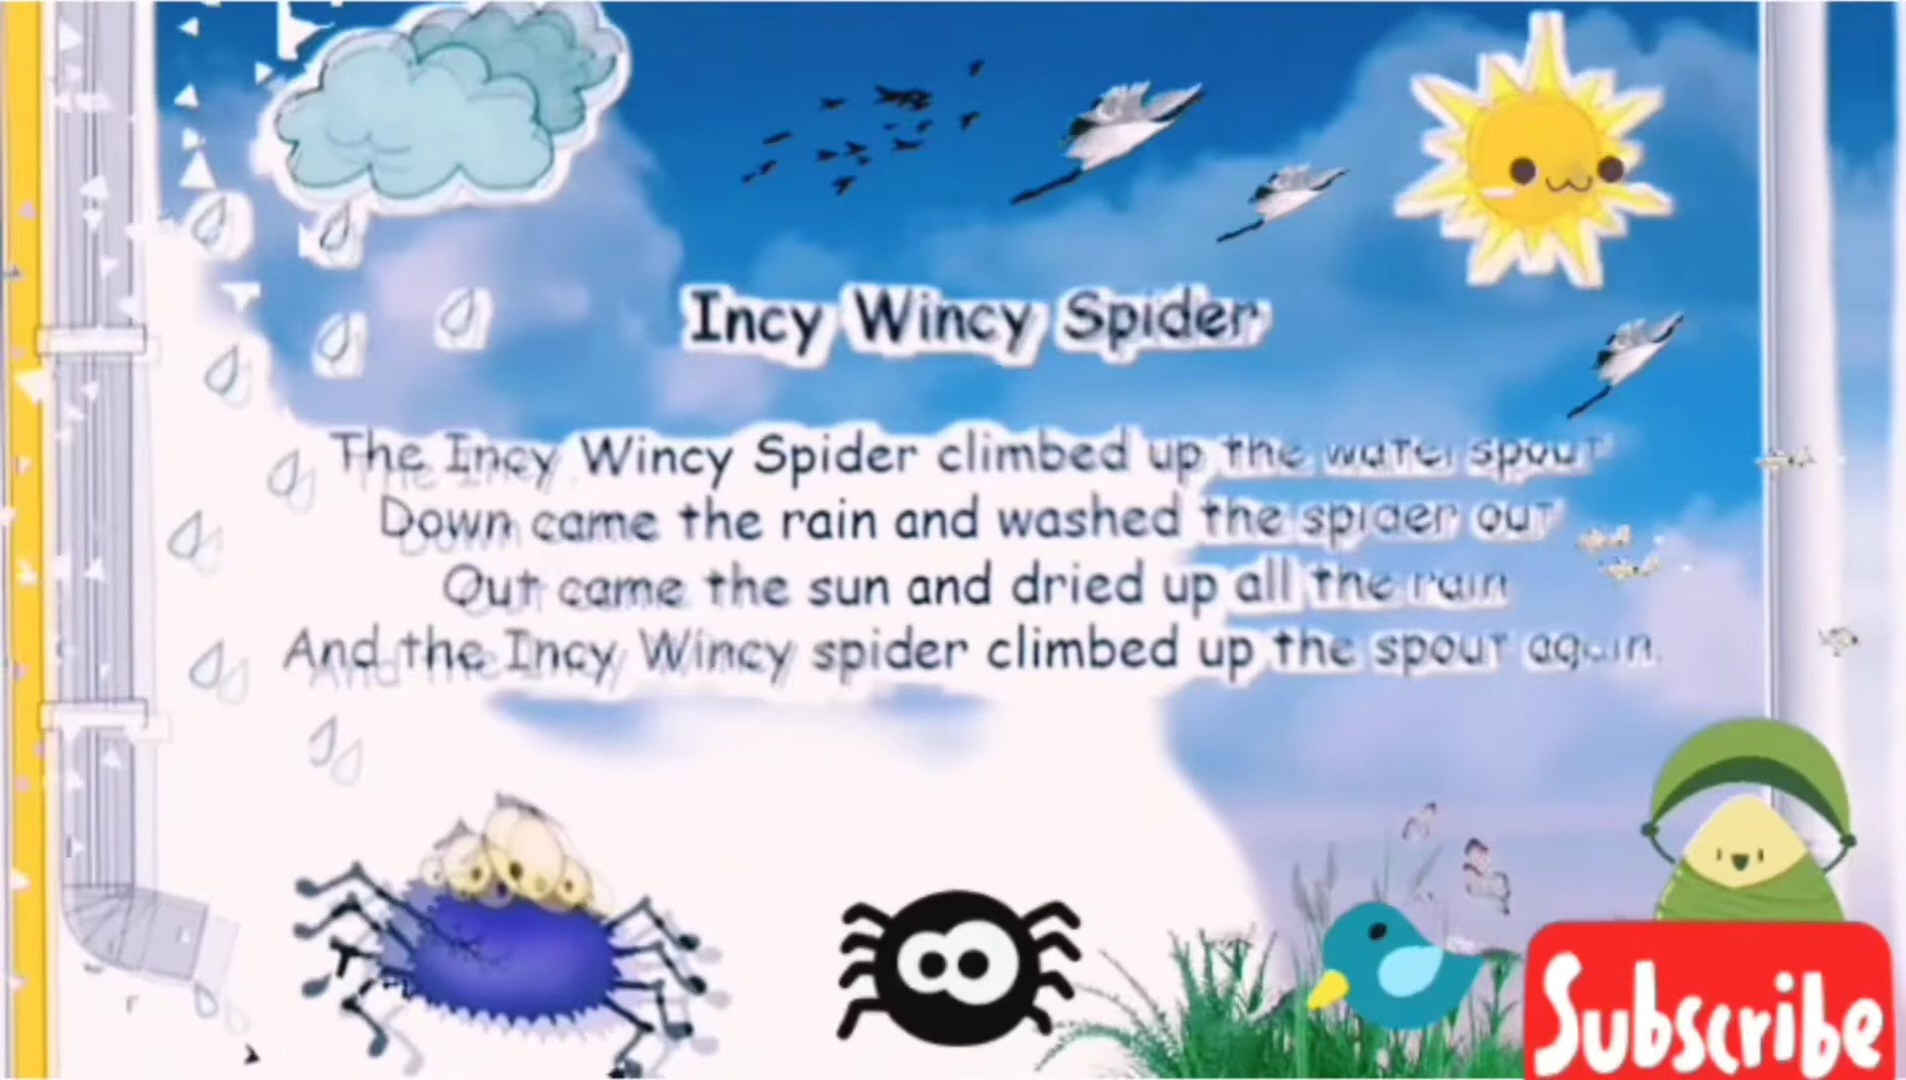 Incy Wincy Spider
The Incy Wincy Spider climbed up the water spout
Down came the rain and washed the spider out
Out came the sun and dried up all the rain
And the Incy Wincy spider climbed up the spout again.
Subscribe